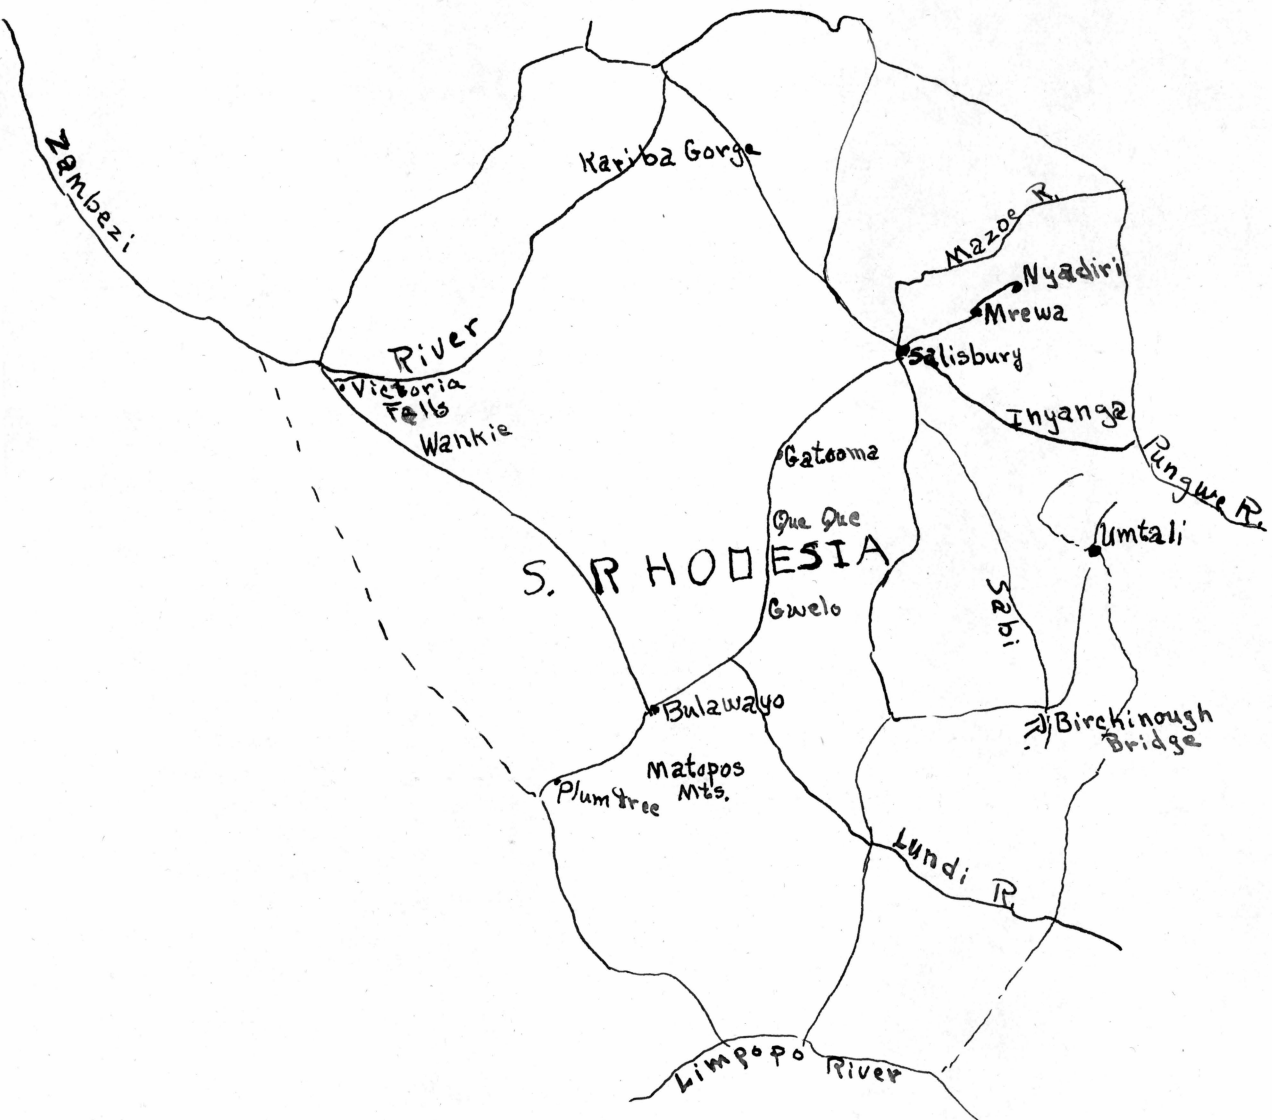 Zambezi
River
Kariba Gorge
Mazoe R.
Nyadiri
Mrewa
Salisbury
Inyanga
Pungwe R.
Victoria
Falls
Wankie
Gatooma
Que Que
S. RHODESIA
Gwelo
Umtali
Sabi
R.
Bulawayo
Birckinough
Bridge
Matopos
Mts.
Plumtree
Lundi R.
Limpopo River